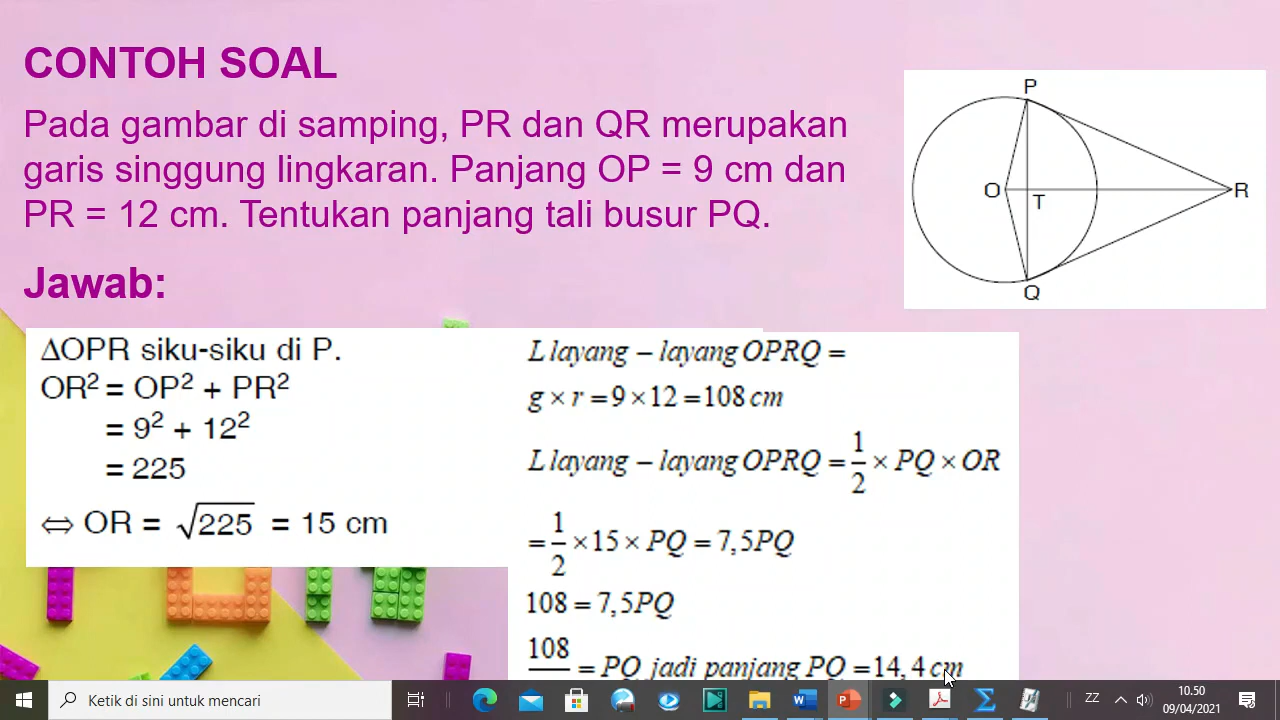 CONTOH SOAL
Pada gambar di samping, PR dan QR merupakan
garis singgung lingkaran. Panjang OP = 9 cm dan
PR = 12 cm. Tentukan panjang tali busur PQ.
P
O
T
R
Q
Jawab:
ΔOPR siku-siku di P.
OR² = OP² + PR²
= 9² + 12²
= 225
⇔ OR = √225 = 15 cm
L layang – layang OPRQ =
g × r = 9 × 12 = 108 cm
L layang – layang OPRQ = 1/2 × PQ × OR
= 1/2 × 15 × PQ = 7,5PQ
108 = 7,5PQ
108
= PQ jadi panjang PQ = 14,4 cm
Ketik di sini untuk mencari
ZZ
10.50
09/04/2021